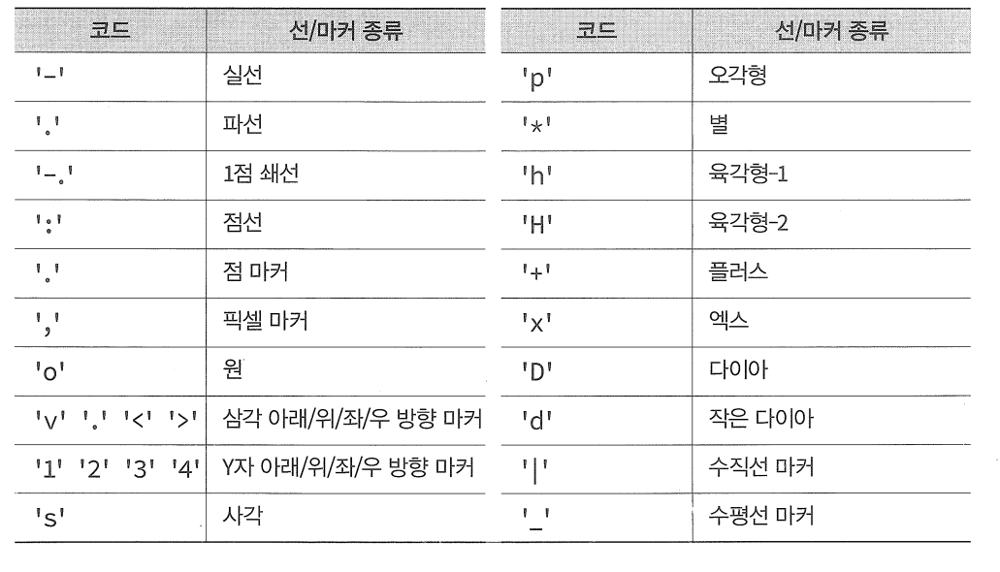 코드 선/마커 종류
'-' 실선
'.' 파선
'-.' 1점 쇄선
':' 점선
'.' 점 마커
',' 픽셀 마커
'o' 원
'v' '.' '<' '>' 삼각 아래/위/좌/우 방향 마커
'1' '2' '3' '4' Y자 아래/위/좌/우 방향 마커
's' 사각
코드 선/마커 종류
'p' 오각형
'*' 별
'h' 육각형-1
'H' 육각형-2
'+' 플러스
'x' 엑스
'D' 다이아
'd' 작은 다이아
'|' 수직선 마커
'_' 수평선 마커